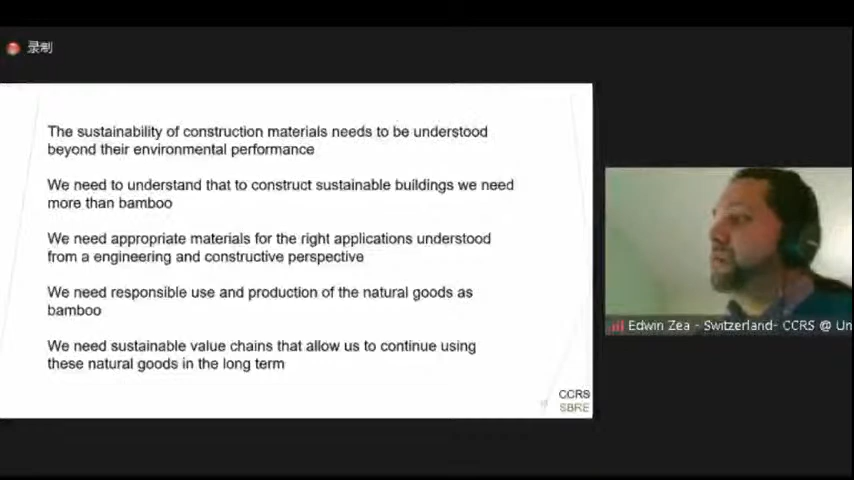 录制
The sustainability of construction materials needs to be understood
beyond their environmental performance
We need to understand that to construct sustainable buildings we need
more than bamboo
We need appropriate materials for the right applications understood
from a engineering and constructive perspective
We need responsible use and production of the natural goods as
bamboo
We need sustainable value chains that allow us to continue using
these natural goods in the long term
CCRS
SBRE
Edwin Zea - Switzerland- CCRS @ Un